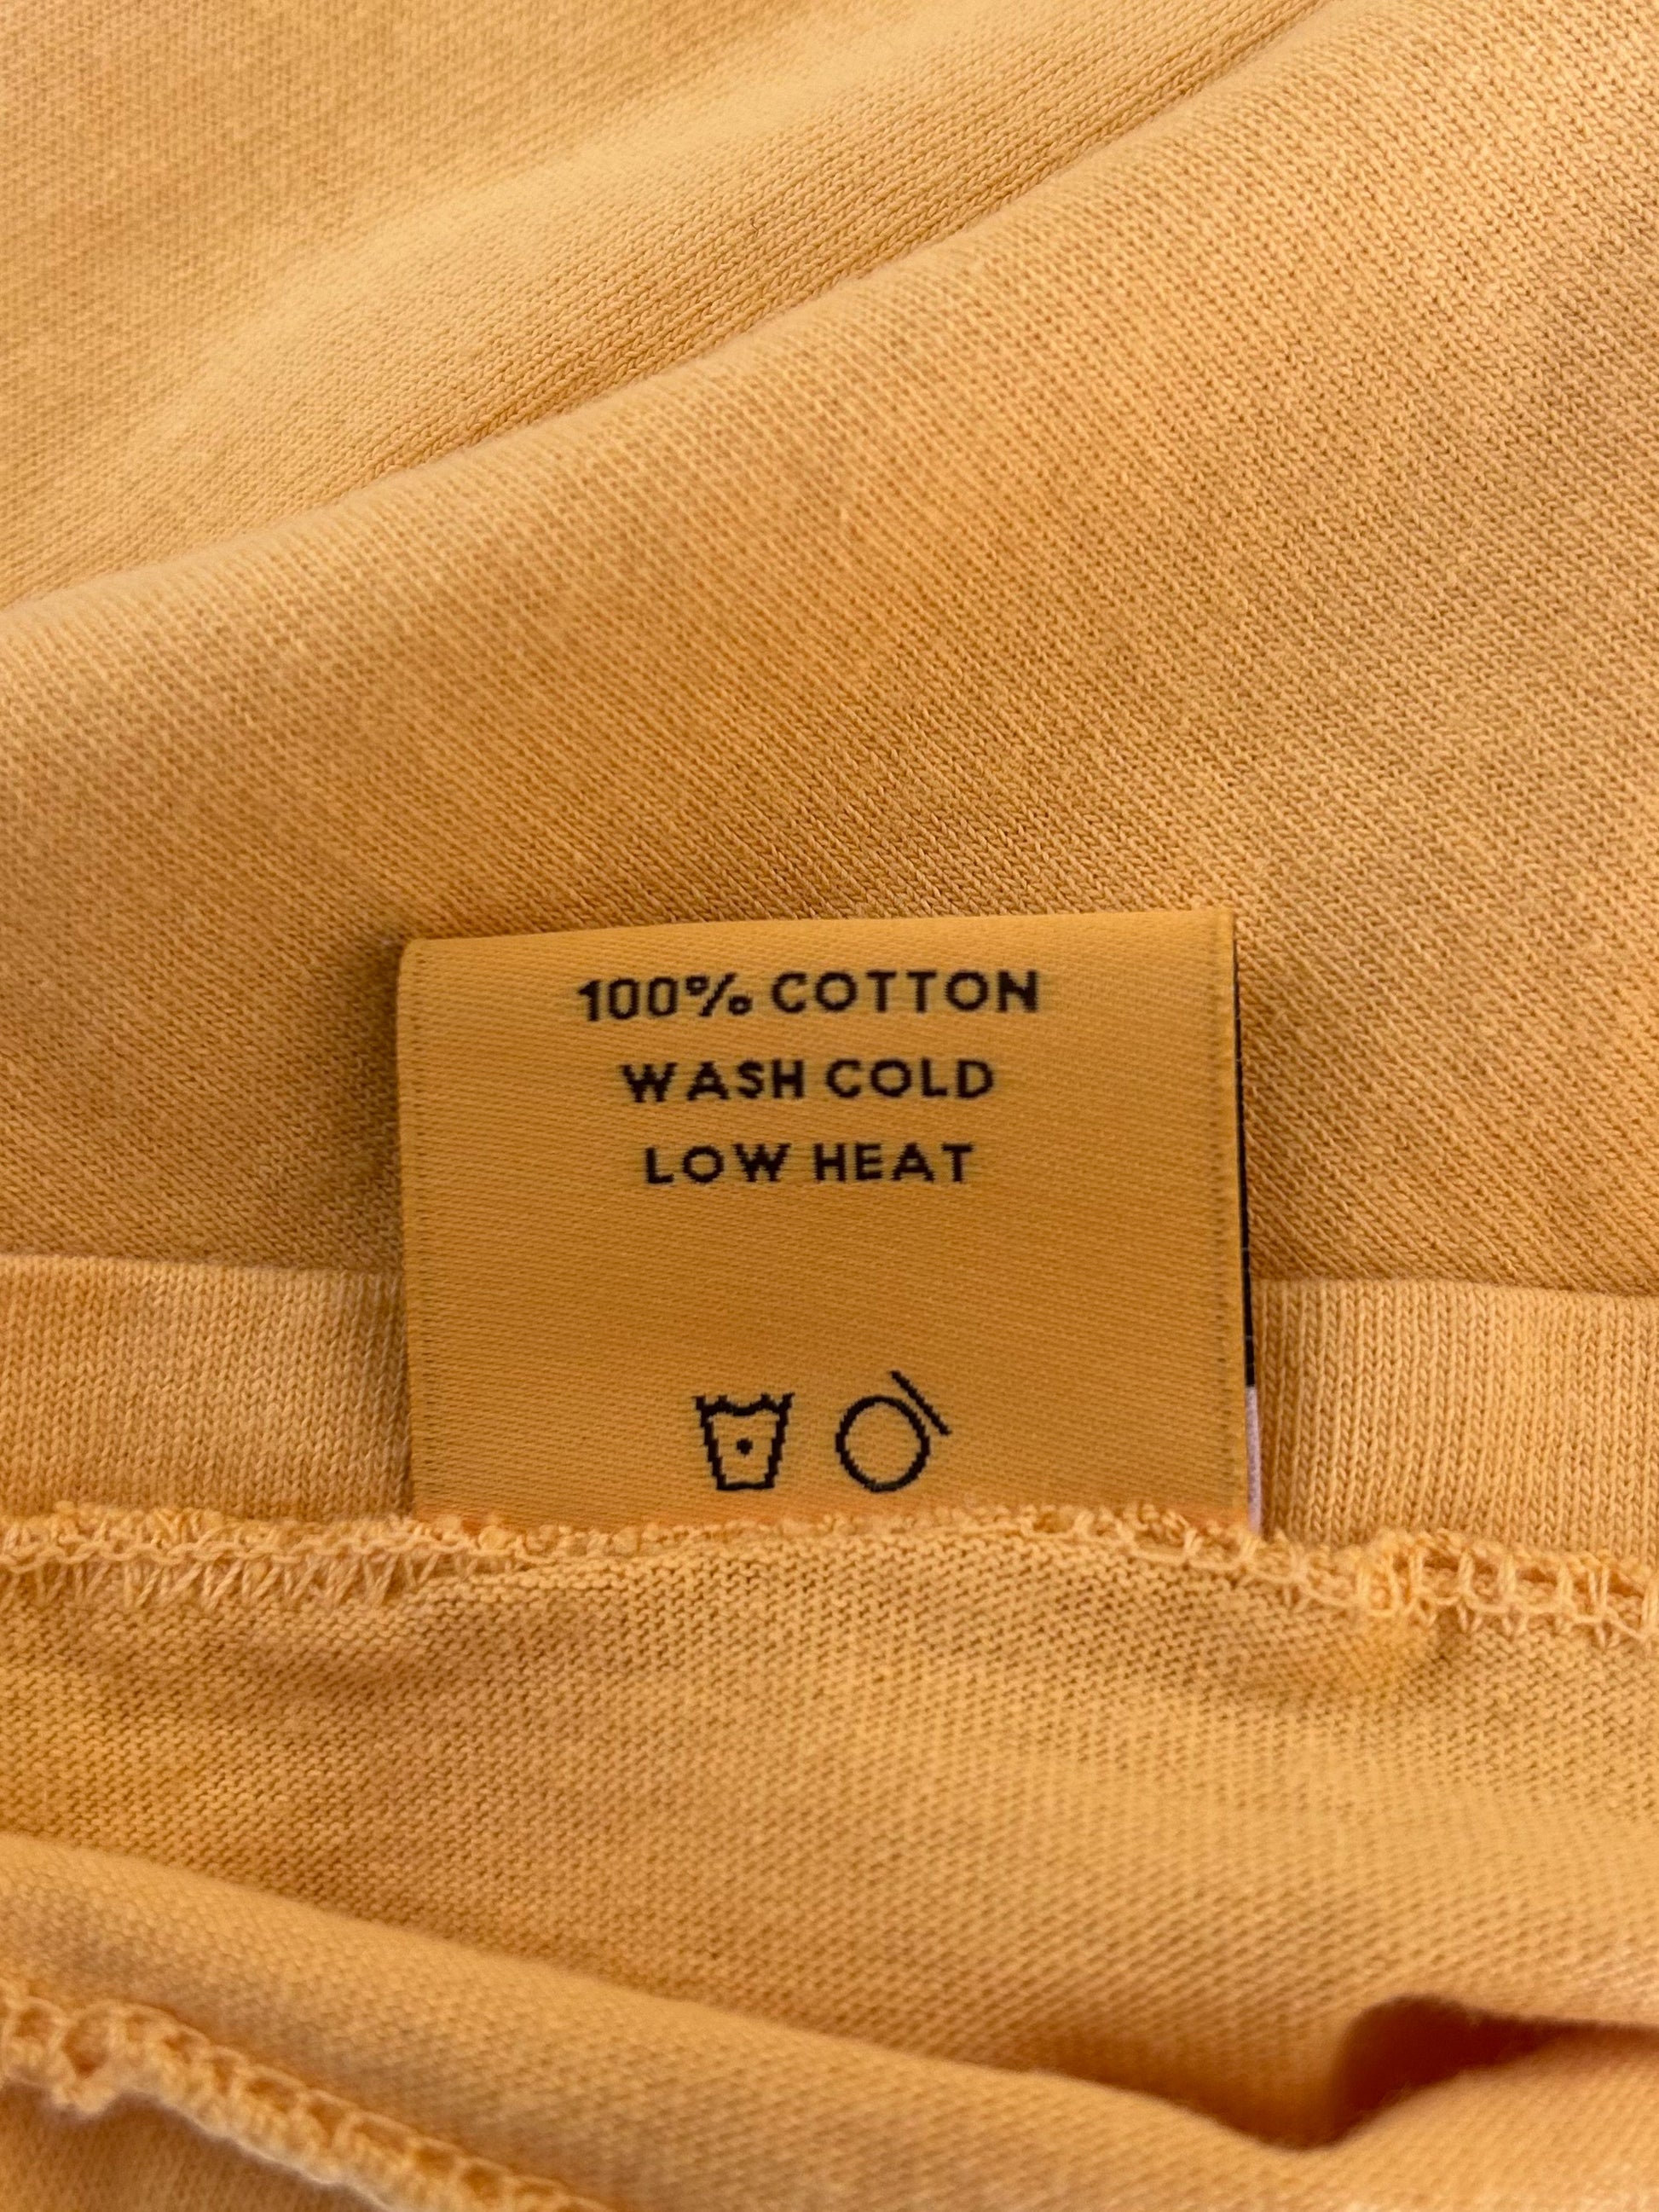 100% COTTON
WASH COLD
LOW HEAT